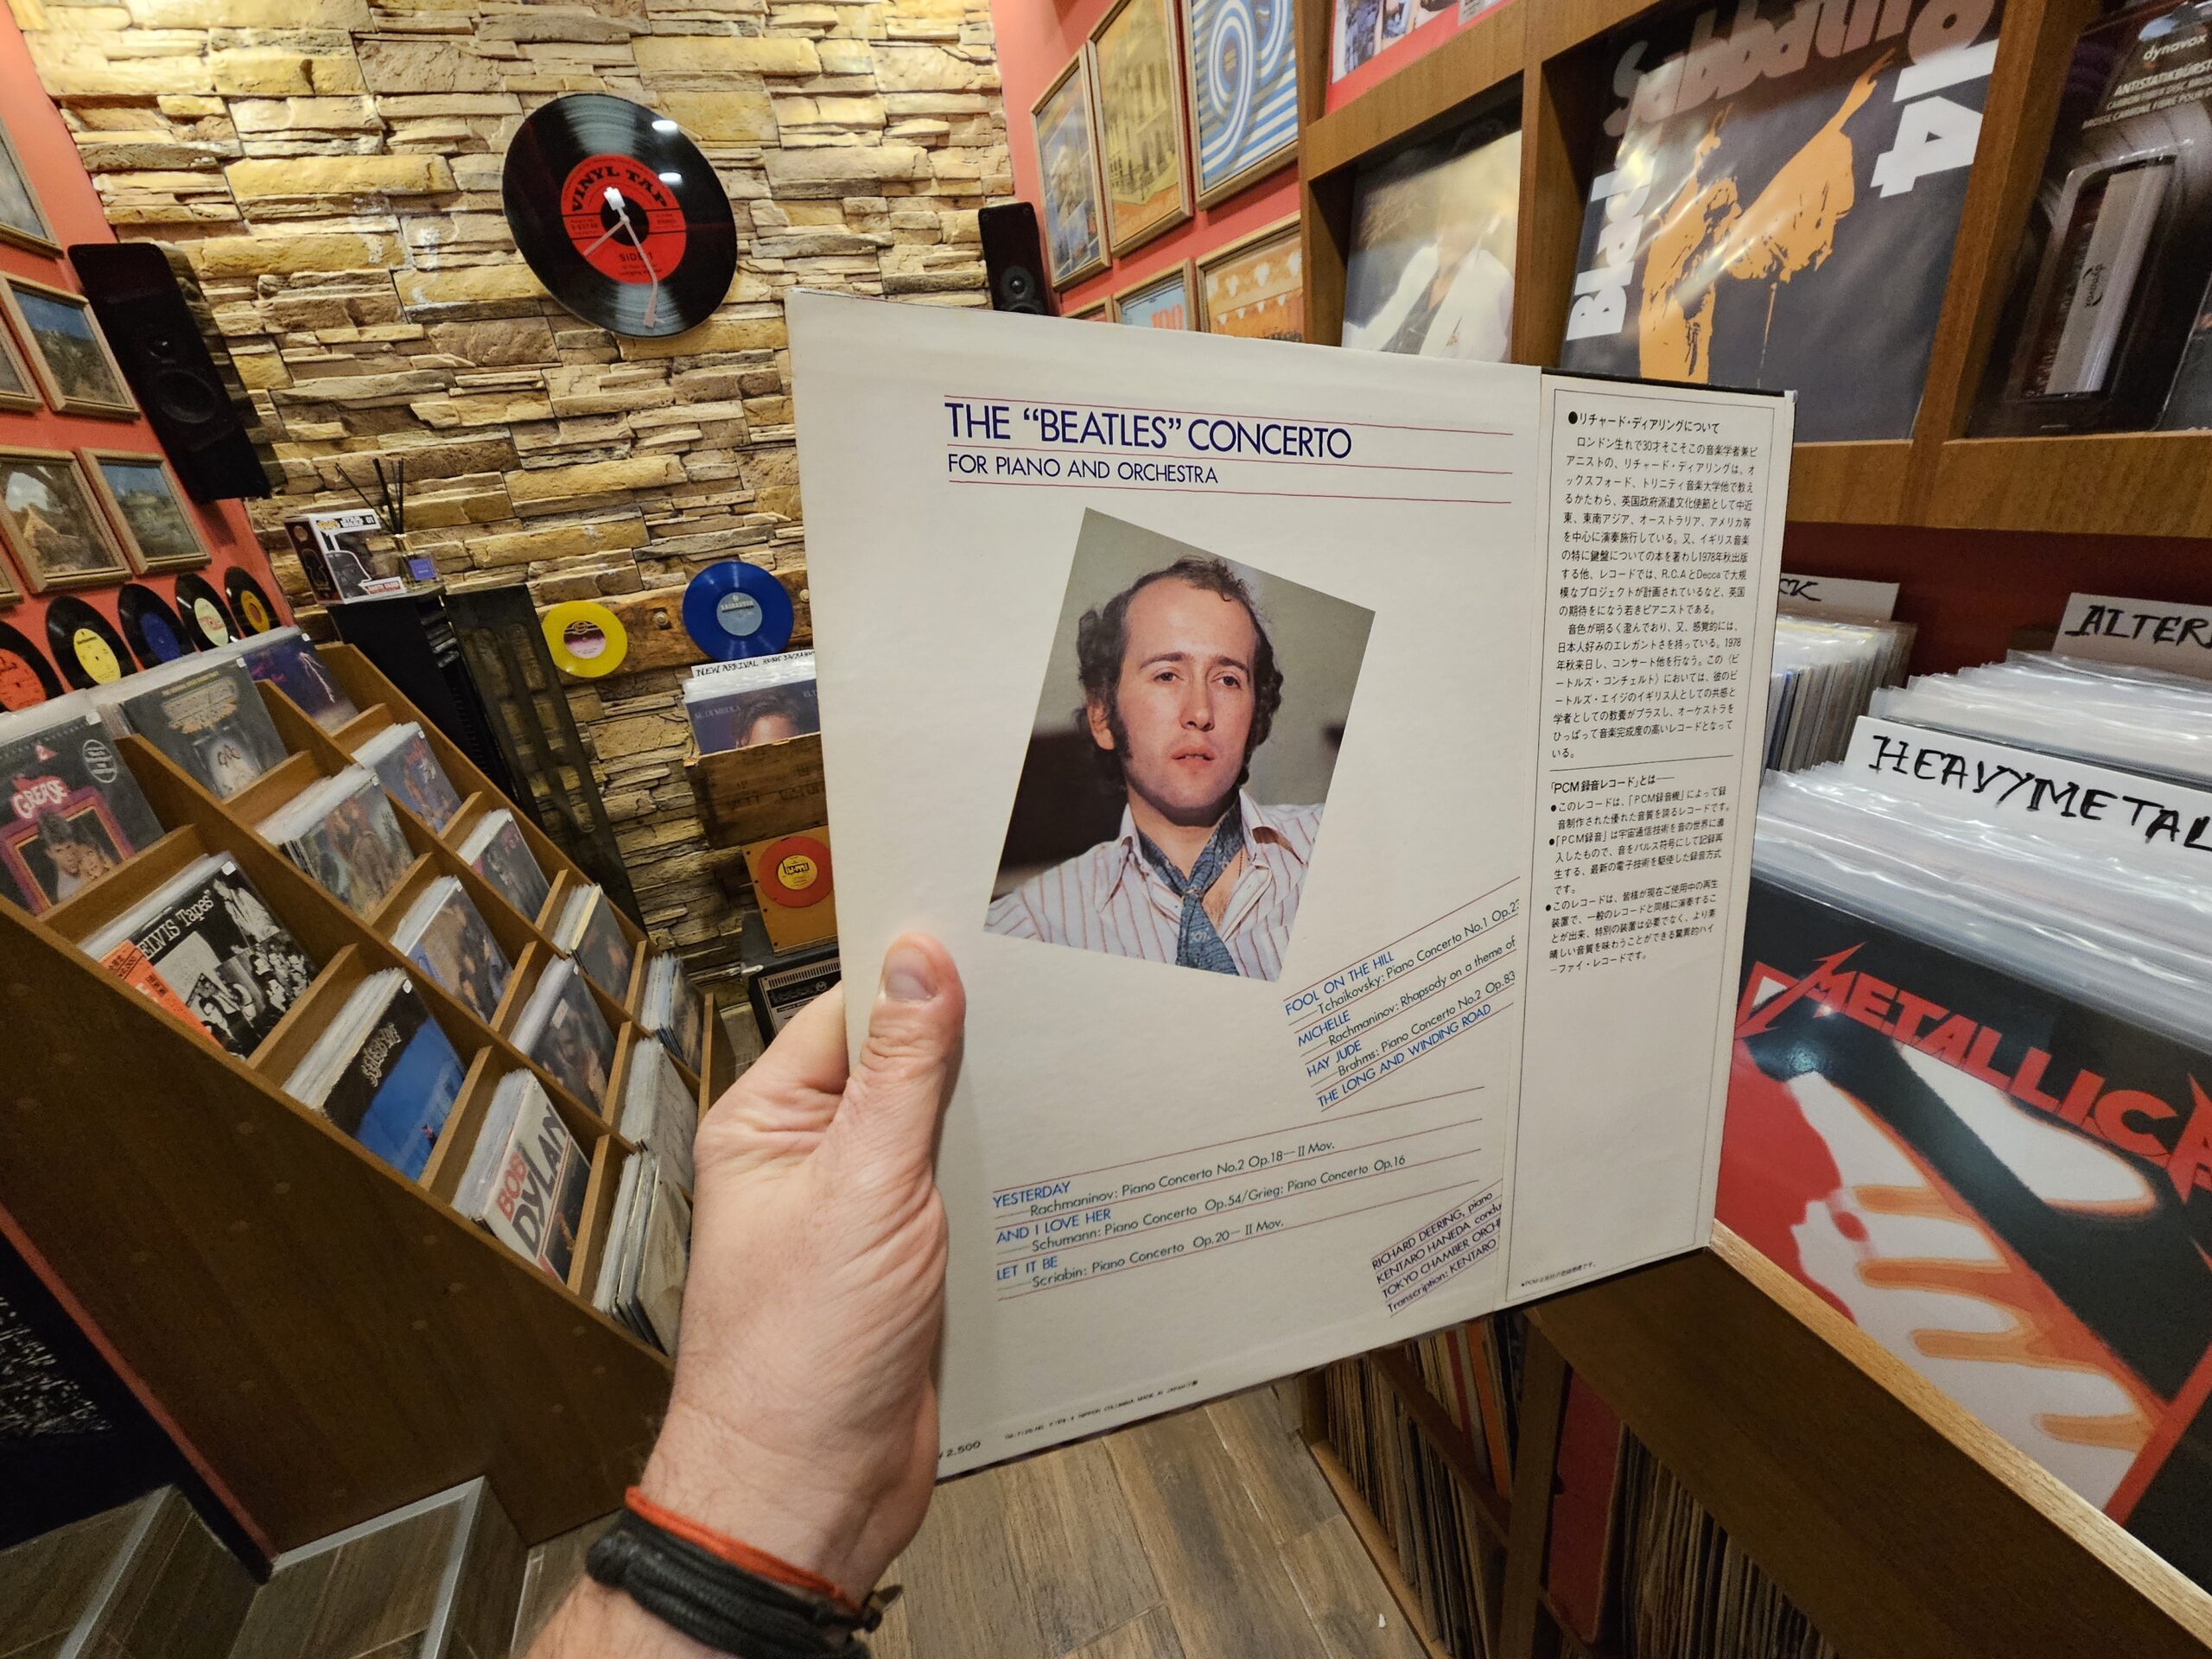 VINYL TAP
SIDE 1
Sabbath
Black
dynavox
ANTISTATIKBÜRST
NEW ARRIVAL
GREASE
ELVIS Tapes
BOB
DYLAN
ALTER
HEAVYMETAL
METALLICA
THE “BEATLES” CONCERTO
FOR PIANO AND ORCHESTRA
FOOL ON THE HILL
Tchaikovsky: Piano Concerto No.1 Op.23
MICHELLE
Rachmaninov: Rhapsody on a theme of
HAY JUDE
Brahms: Piano Concerto No.2 Op.83
THE LONG AND WINDING ROAD
YESTERDAY
Rachmaninov: Piano Concerto No.2 Op.18—II Mov.
AND I LOVE HER
Schumann: Piano Concerto Op.54/Grieg: Piano Concerto Op.16
LET IT BE
Scriabin: Piano Concerto Op.20—II Mov.
RICHARD DEERING, piano
KENTARO HANEDA condu
TOKYO CHAMBER ORCH
Transcription: KENTARO
¥2,500
●リチャード・ディアリングについて
ロンドン生れで30才そこそこの音楽学者兼ピ
アニストの、リチャード・ディアリングは、オ
ックスフォード、トリニティ音楽大学他で教え
るかたわら、英国政府派遣文化使節として中近
東、東南アジア、オーストラリア、アメリカ等
を中心に演奏旅行している。又、イギリス音楽
の特に鍵盤についての本を著わし1978年秋出版
する他、レコードでは、R.C.AとDeccaで大規
模なプロジェクトが計画されているなど、英国
の期待をになう若きピアニストである。
音色が明るく澄んでおり、又、感覚的には、
日本人好みのエレガントさを持っている。1978
年秋来日し、コンサート他を行なう。この〈ビ
ートルズ・コンチェルト〉においては、彼のビ
ートルズ・エイジのイギリス人としての共感と
学者としての教養がプラスし、オーケストラを
ひっぱって音楽完成度の高いレコードとなって
いる。
「PCM録音レコード」とは——
●このレコードは、「PCM録音機」によって録
音制作された優れた音質を誇るレコードです。
●「PCM録音」は宇宙通信技術を音の世界に導
入したもので、音をパルス符号にして記録再
生する、最新の電子技術を駆使した録音方式
です。
●このレコードは、皆様が現在ご使用中の再生
装置で、一般のレコードと同様に演奏するこ
とが出来、特別の装置は必要でなく、より素
晴しい音質を味わうことができる驚異的ハイ
ーファイ・レコードです。